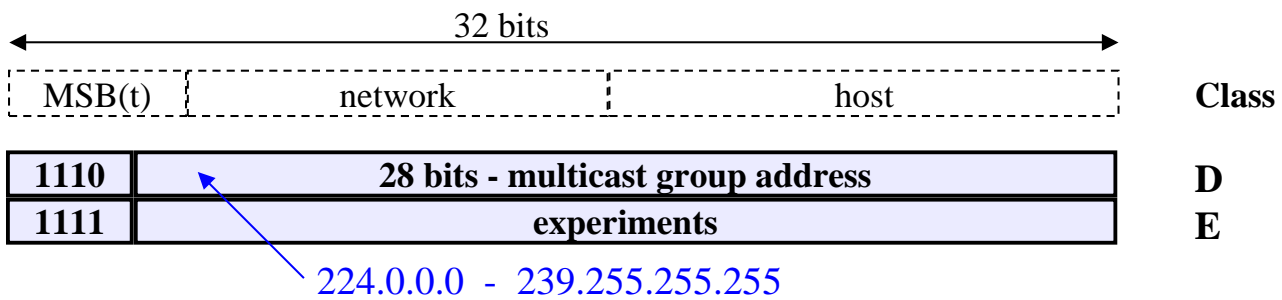 32 bits
MSB(t) network host Class
1110 28 bits - multicast group address D
1111 experiments E
224.0.0.0 - 239.255.255.255